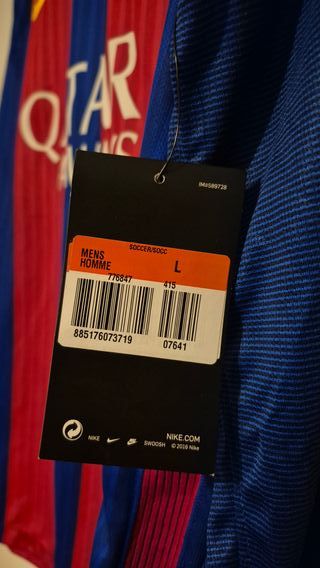 QATAR
AIRWAYS
IM#589728
SOCCER/SOCC
MENS
HOMME
L
776847
415
885176073719
07641
NIKE
SWOOSH
NIKE.COM
© 2016 Nike